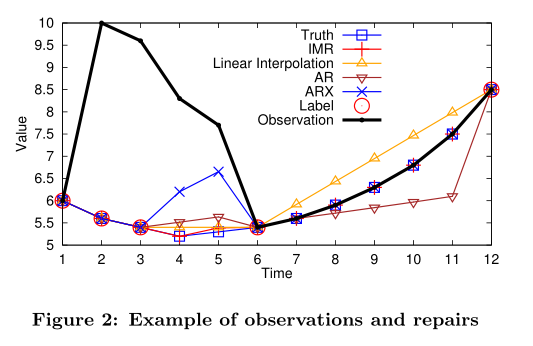 10
9.5
9
8.5
8
7.5
7
6.5
6
5.5
5
Value
Truth
IMR
Linear Interpolation
AR
ARX
Label
Observation
1 2 3 4 5 6 7 8 9 10 11 12
Time
Figure 2: Example of observations and repairs